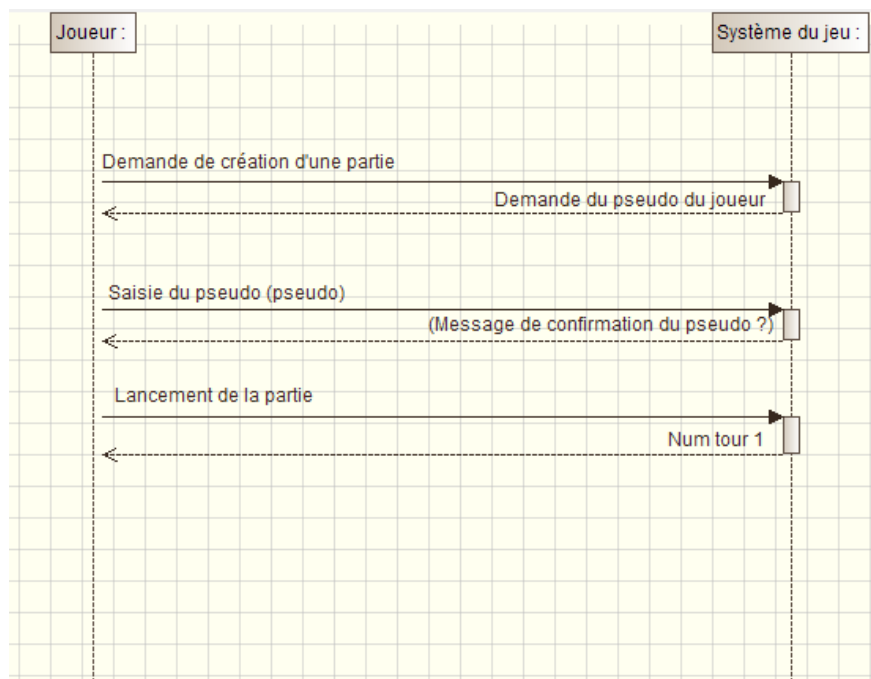 Joueur :
Système du jeu :
Demande de création d'une partie
Demande du pseudo du joueur
Saisie du pseudo (pseudo)
(Message de confirmation du pseudo ?)
Lancement de la partie
Num tour 1